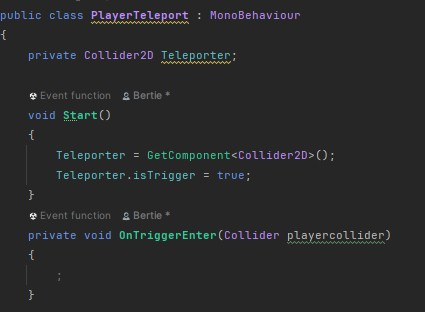 public class PlayerTeleport : MonoBehaviour
{
    private Collider2D Teleporter;
    Event function   Bertie *
    void Start()
    {
        Teleporter = GetComponent<Collider2D>();
        Teleporter.isTrigger = true;
    }
    Event function   Bertie *
    private void OnTriggerEnter(Collider playercollider)
    {
        ;
    }